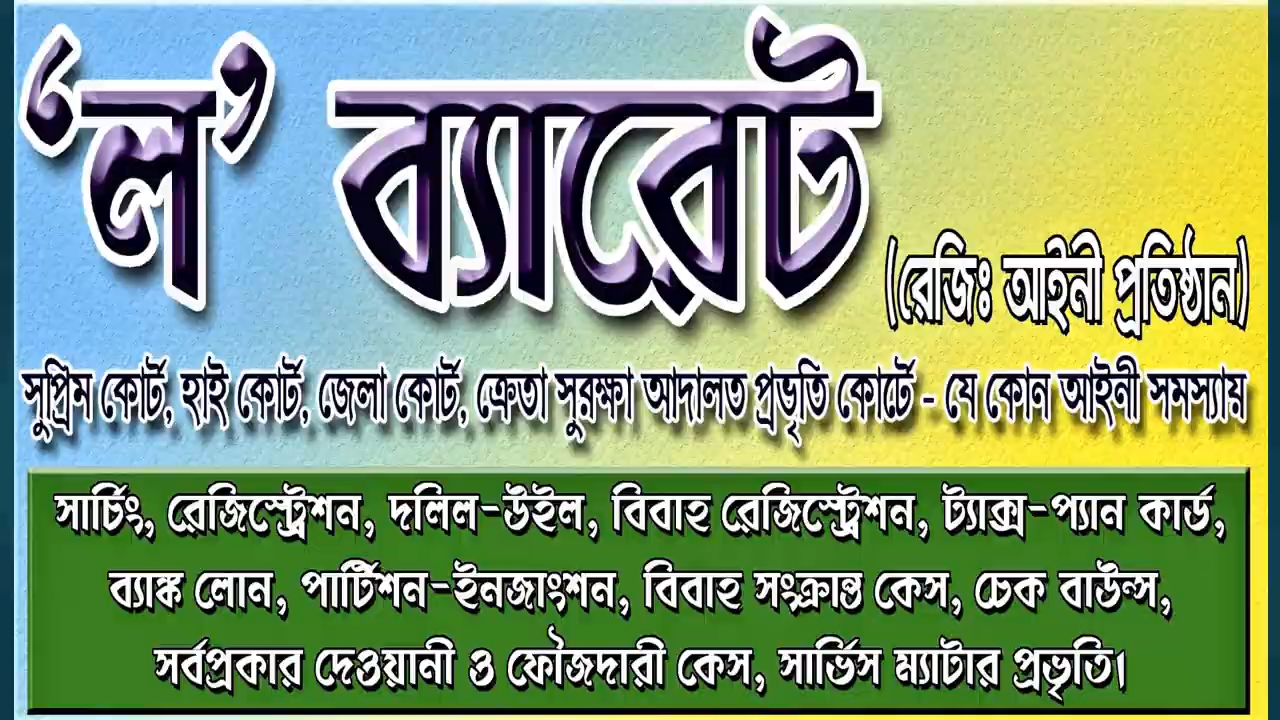 ‘ল’ ব্যারেট
(রেজিঃ আইনী প্রতিষ্ঠান)
সুপ্রিম কোর্ট, হাই কোর্ট, জেলা কোর্ট, ক্রেতা সুরক্ষা আদালত প্রভৃতি কোর্টে - যে কোন আইনী সমস্যায়
সার্চিং, রেজিস্ট্রেশন, দলিল-উইল, বিবাহ রেজিস্ট্রেশন, ট্যাক্স-প্যান কার্ড,
ব্যাঙ্ক লোন, পার্টিশন-ইনজাংশন, বিবাহ সংক্রান্ত কেস, চেক বাউন্স,
সর্বপ্রকার দেওয়ানী ও ফৌজদারী কেস, সার্ভিস ম্যাটার প্রভৃতি।